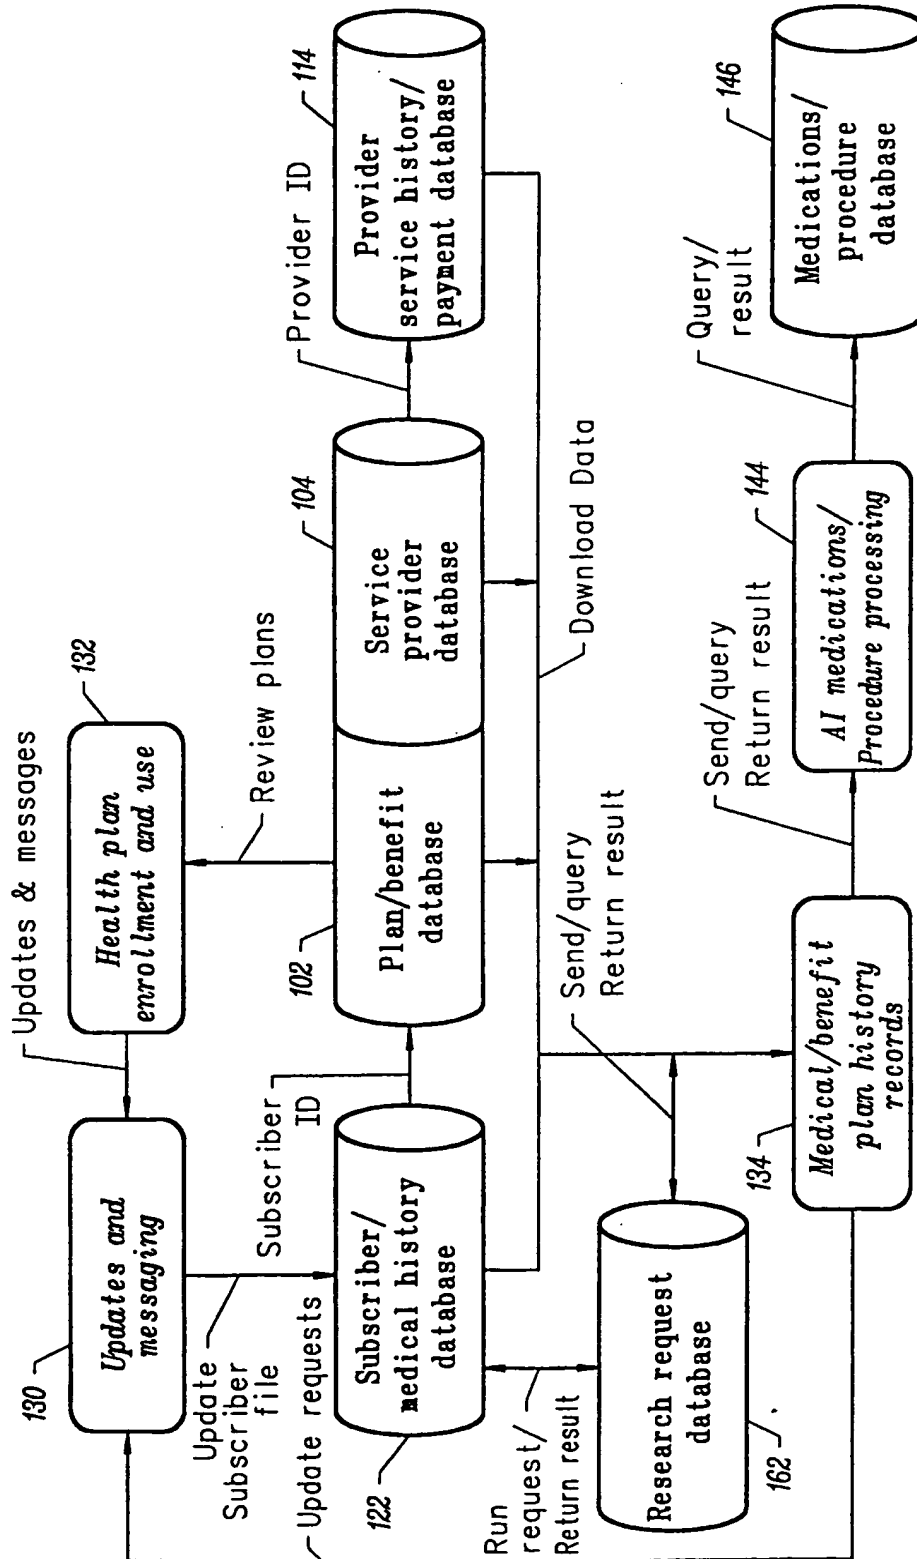 130
Updates and
messaging
Updates & messages
Health plan
enrollment and use
132
Update
Subscriber
file
Update requests
Review plans
122
Subscriber/
medical history
database
Subscriber
ID
102
Plan/benefit
database
Service
provider
database
104
Provider ID
Provider
service history/
payment database
114
Run
request/
Return result
Research request
database
162
Send/query
Return result
Download Data
134
Medical/benefit
plan history
records
Send/query
Return result
AI medications/
Procedure processing
144
Query/
result
Medications/
procedure
database
146